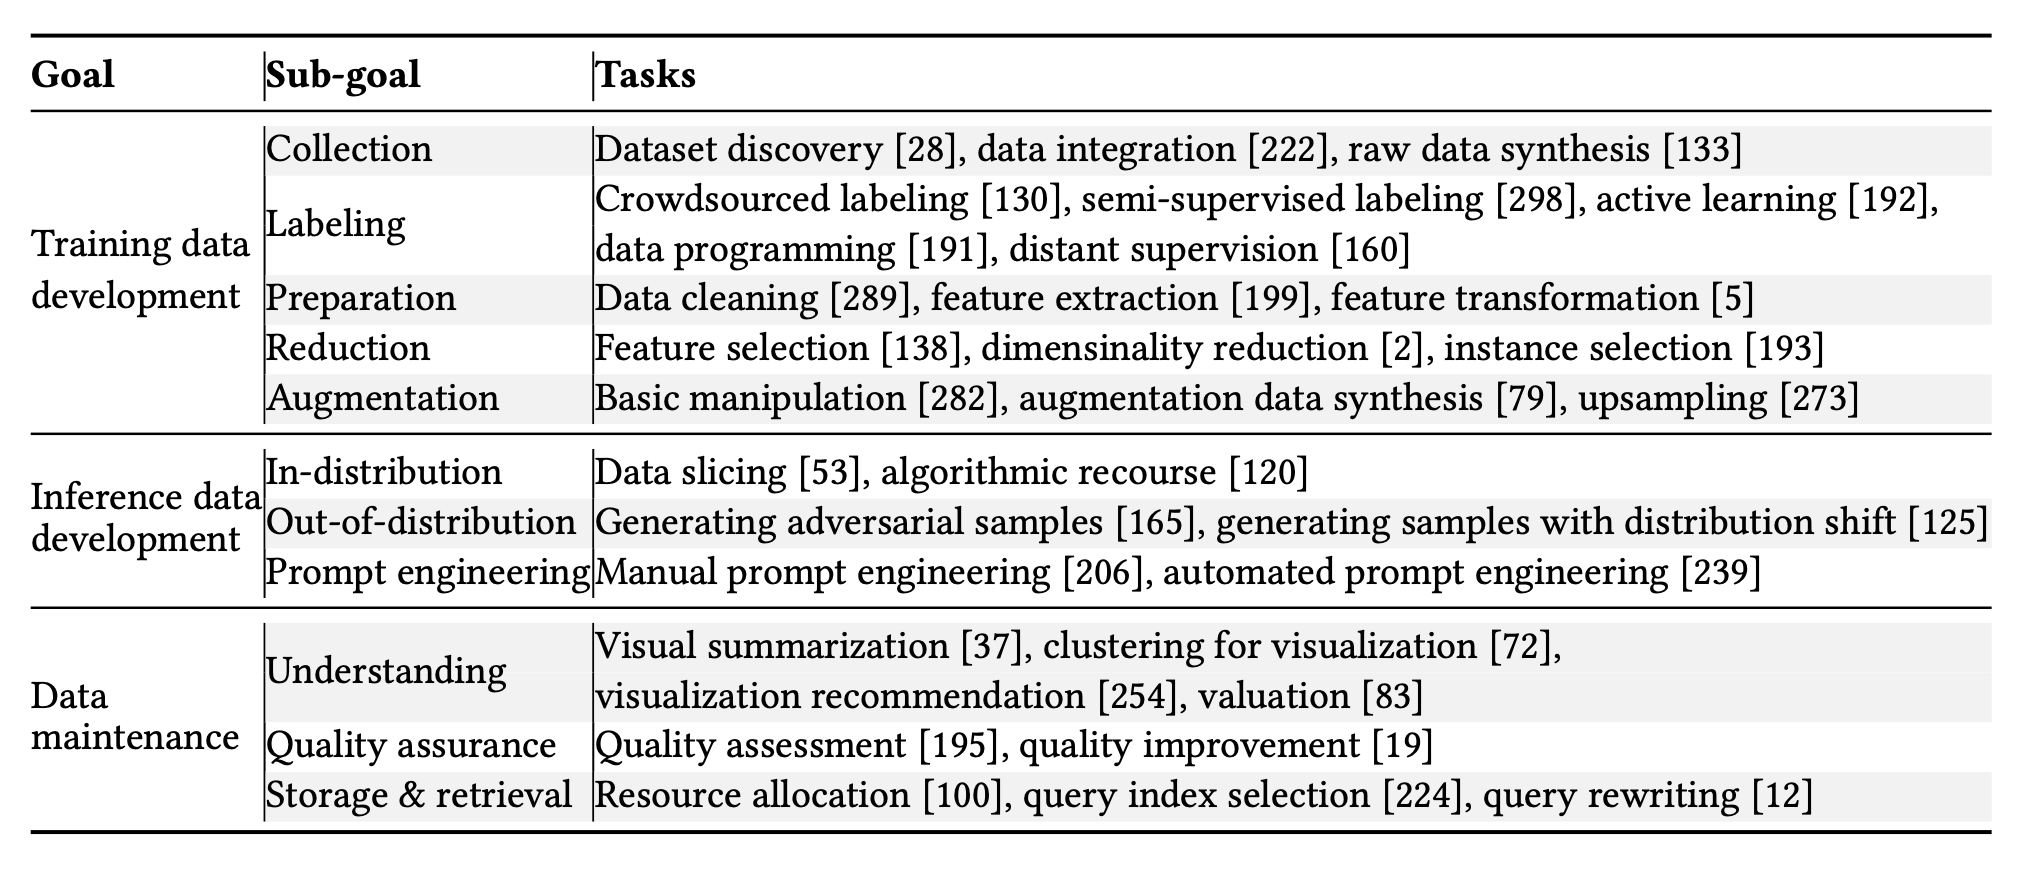 Goal Sub-goal Tasks
Collection Dataset discovery [28], data integration [222], raw data synthesis [133]
Labeling Crowdsourced labeling [130], semi-supervised labeling [298], active learning [192],
data programming [191], distant supervision [160]
Training data
development
Preparation Data cleaning [289], feature extraction [199], feature transformation [5]
Reduction Feature selection [138], dimensinality reduction [2], instance selection [193]
Augmentation Basic manipulation [282], augmentation data synthesis [79], upsampling [273]
Inference data
development
In-distribution Data slicing [53], algorithmic recourse [120]
Out-of-distribution Generating adversarial samples [165], generating samples with distribution shift [125]
Prompt engineering Manual prompt engineering [206], automated prompt engineering [239]
Data
maintenance
Understanding Visual summarization [37], clustering for visualization [72],
visualization recommendation [254], valuation [83]
Quality assurance Quality assessment [195], quality improvement [19]
Storage & retrieval Resource allocation [100], query index selection [224], query rewriting [12]